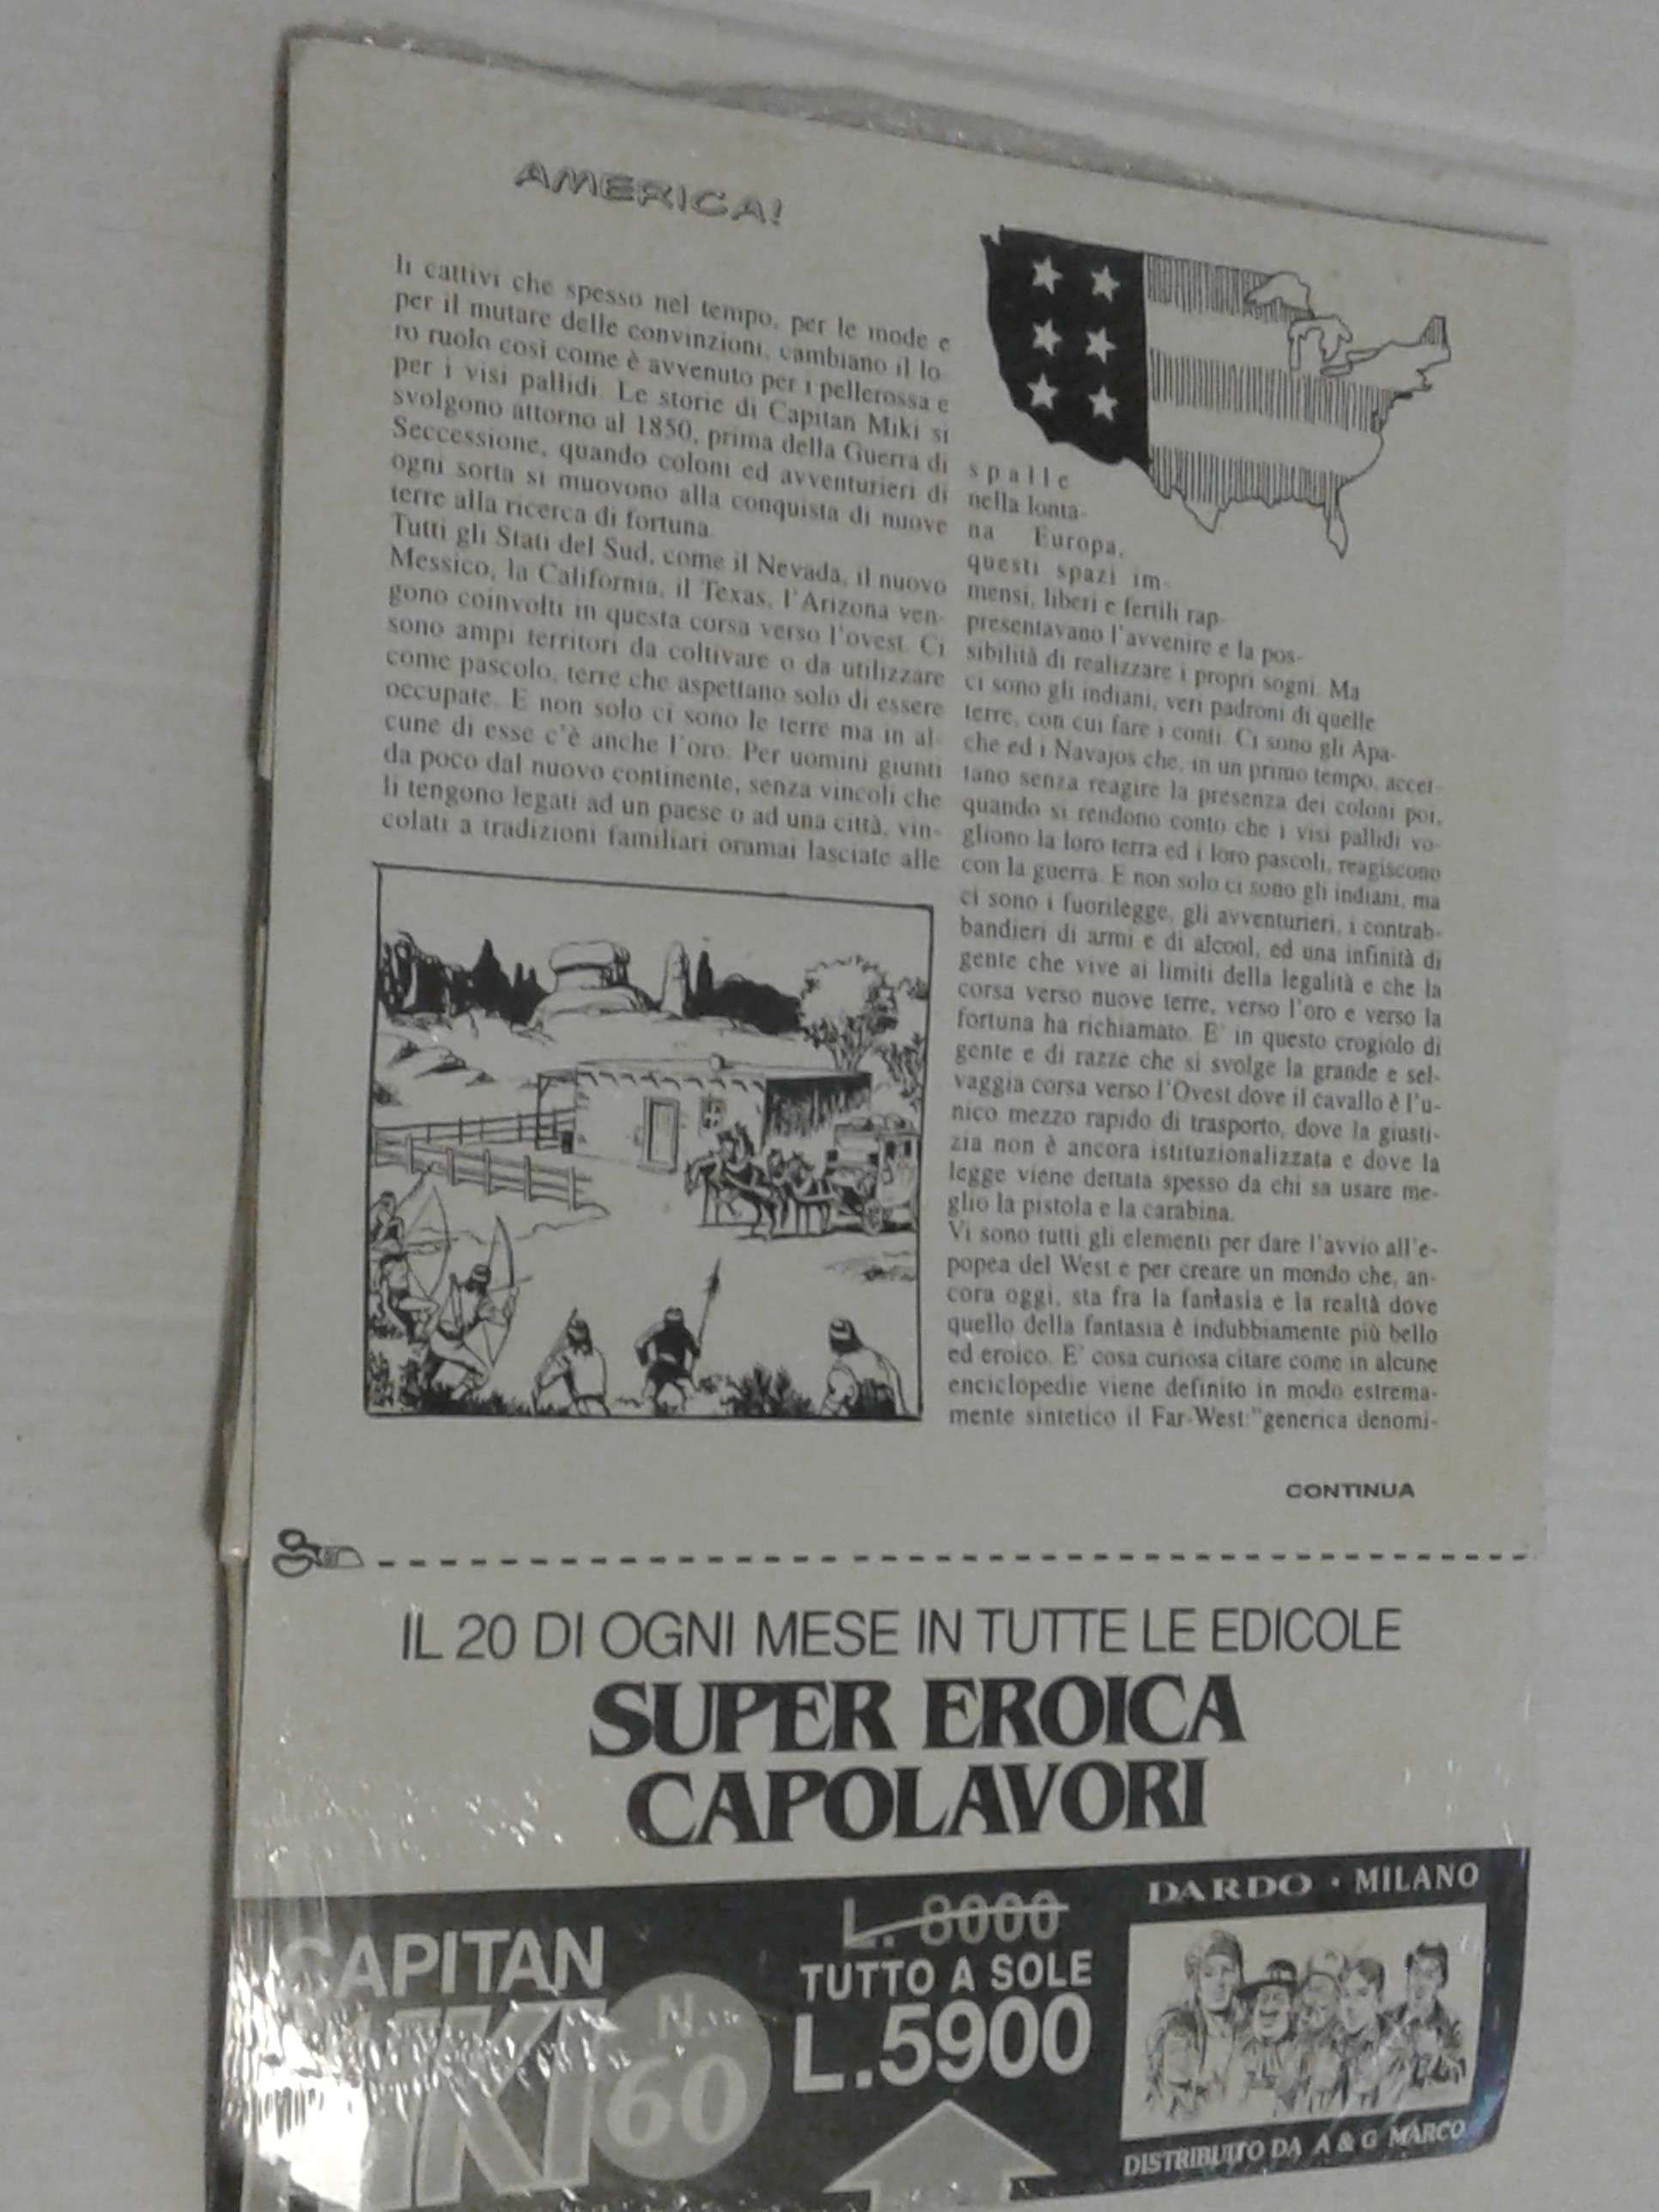 AMERICA!
li cattivi che spesso nel tempo, per le mode e
per il mutare delle convinzioni, cambiano il lo-
ro ruolo così come è avvenuto per i pellerossa e
per i visi pallidi. Le storie di Capitan Miki si
svolgono attorno al 1850, prima della Guerra di
Seccessione, quando coloni ed avventurieri di
ogni sorta si muovono alla conquista di nuove
terre alla ricerca di fortuna.
Tutti gli Stati del Sud, come il Nevada, il nuovo
Messico, la California, il Texas, l'Arizona ven-
gono coinvolti in questa corsa verso l'ovest. Ci
sono ampi territori da coltivare o da utilizzare
come pascolo, terre che aspettano solo di essere
occupate. E non solo ci sono le terre ma in al-
cune di esse c'è anche l'oro. Per uomini giunti
da poco dal nuovo continente, senza vincoli che
li tengono legati ad un paese o ad una città, vin-
colati a tradizioni familiari oramai lasciate alle
spalle
nella lonta-
na Europa,
questi spazi im-
mensi, liberi e fertili rap-
presentavano l'avvenire e la pos-
sibilità di realizzare i propri sogni. Ma
ci sono gli indiani, veri padroni di quelle
terre, con cui fare i conti. Ci sono gli Apa-
che ed i Navajos che, in un primo tempo, accet-
tano senza reagire la presenza dei coloni poi,
quando si rendono conto che i visi pallidi vo-
gliono la loro terra ed i loro pascoli, reagiscono
con la guerra. E non solo ci sono gli indiani, ma
ci sono i fuorilegge, gli avventurieri, i contrab-
bandieri di armi e di alcool, ed una infinità di
gente che vive ai limiti della legalità e che la
corsa verso nuove terre, verso l'oro e verso la
fortuna ha richiamato. E' in questo crogiolo di
gente e di razze che si svolge la grande e sel-
vaggia corsa verso l'Ovest dove il cavallo è l'u-
nico mezzo rapido di trasporto, dove la giusti-
zia non è ancora istituzionalizzata e dove la
legge viene dettata spesso da chi sa usare me-
glio la pistola e la carabina.
Vi sono tutti gli elementi per dare l'avvio all'e-
popea del West e per creare un mondo che, an-
cora oggi, sta fra la fantasia e la realtà dove
quello della fantasia è indubbiamente più bello
ed eroico. E' cosa curiosa citare come in alcune
enciclopedie viene definito in modo estrema-
mente sintetico il Far-West:"generica denomi-
CONTINUA
IL 20 DI OGNI MESE IN TUTTE LE EDICOLE
SUPER EROICA
CAPOLAVORI
CAPITAN
MIKI
N.
60
L. 8000
TUTTO A SOLE
L.5900
DARDO • MILANO
DISTRIBUITO DA A & G MARCO